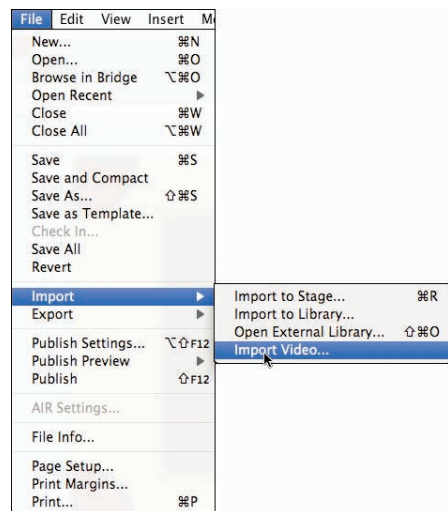 File Edit View Insert M
New... ⌘N
Open... ⌘O
Browse in Bridge ⌥⌘O
Open Recent ▶
Close ⌘W
Close All ⌥⌘W
Save ⌘S
Save and Compact
Save As... ⇧⌘S
Save as Template...
Check In...
Save All
Revert
Import ▶
Export ▶
Publish Settings... ⌥⇧F12
Publish Preview ▶
Publish ⇧F12
AIR Settings...
File Info...
Page Setup...
Print Margins...
Print... ⌘P
Import to Stage... ⌘R
Import to Library...
Open External Library... ⇧⌘O
Import Video...